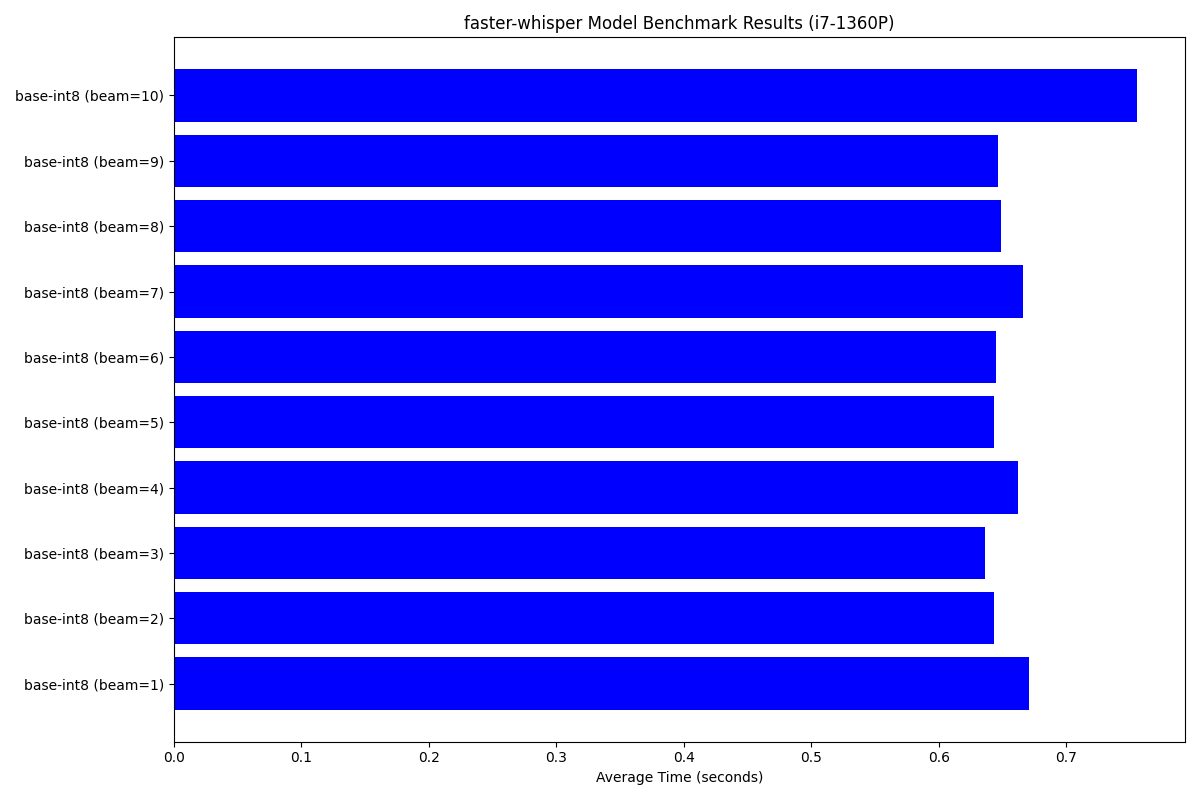 faster-whisper Model Benchmark Results (i7-1360P)
base-int8 (beam=10)
base-int8 (beam=9)
base-int8 (beam=8)
base-int8 (beam=7)
base-int8 (beam=6)
base-int8 (beam=5)
base-int8 (beam=4)
base-int8 (beam=3)
base-int8 (beam=2)
base-int8 (beam=1)
0.0 0.1 0.2 0.3 0.4 0.5 0.6 0.7
Average Time (seconds)